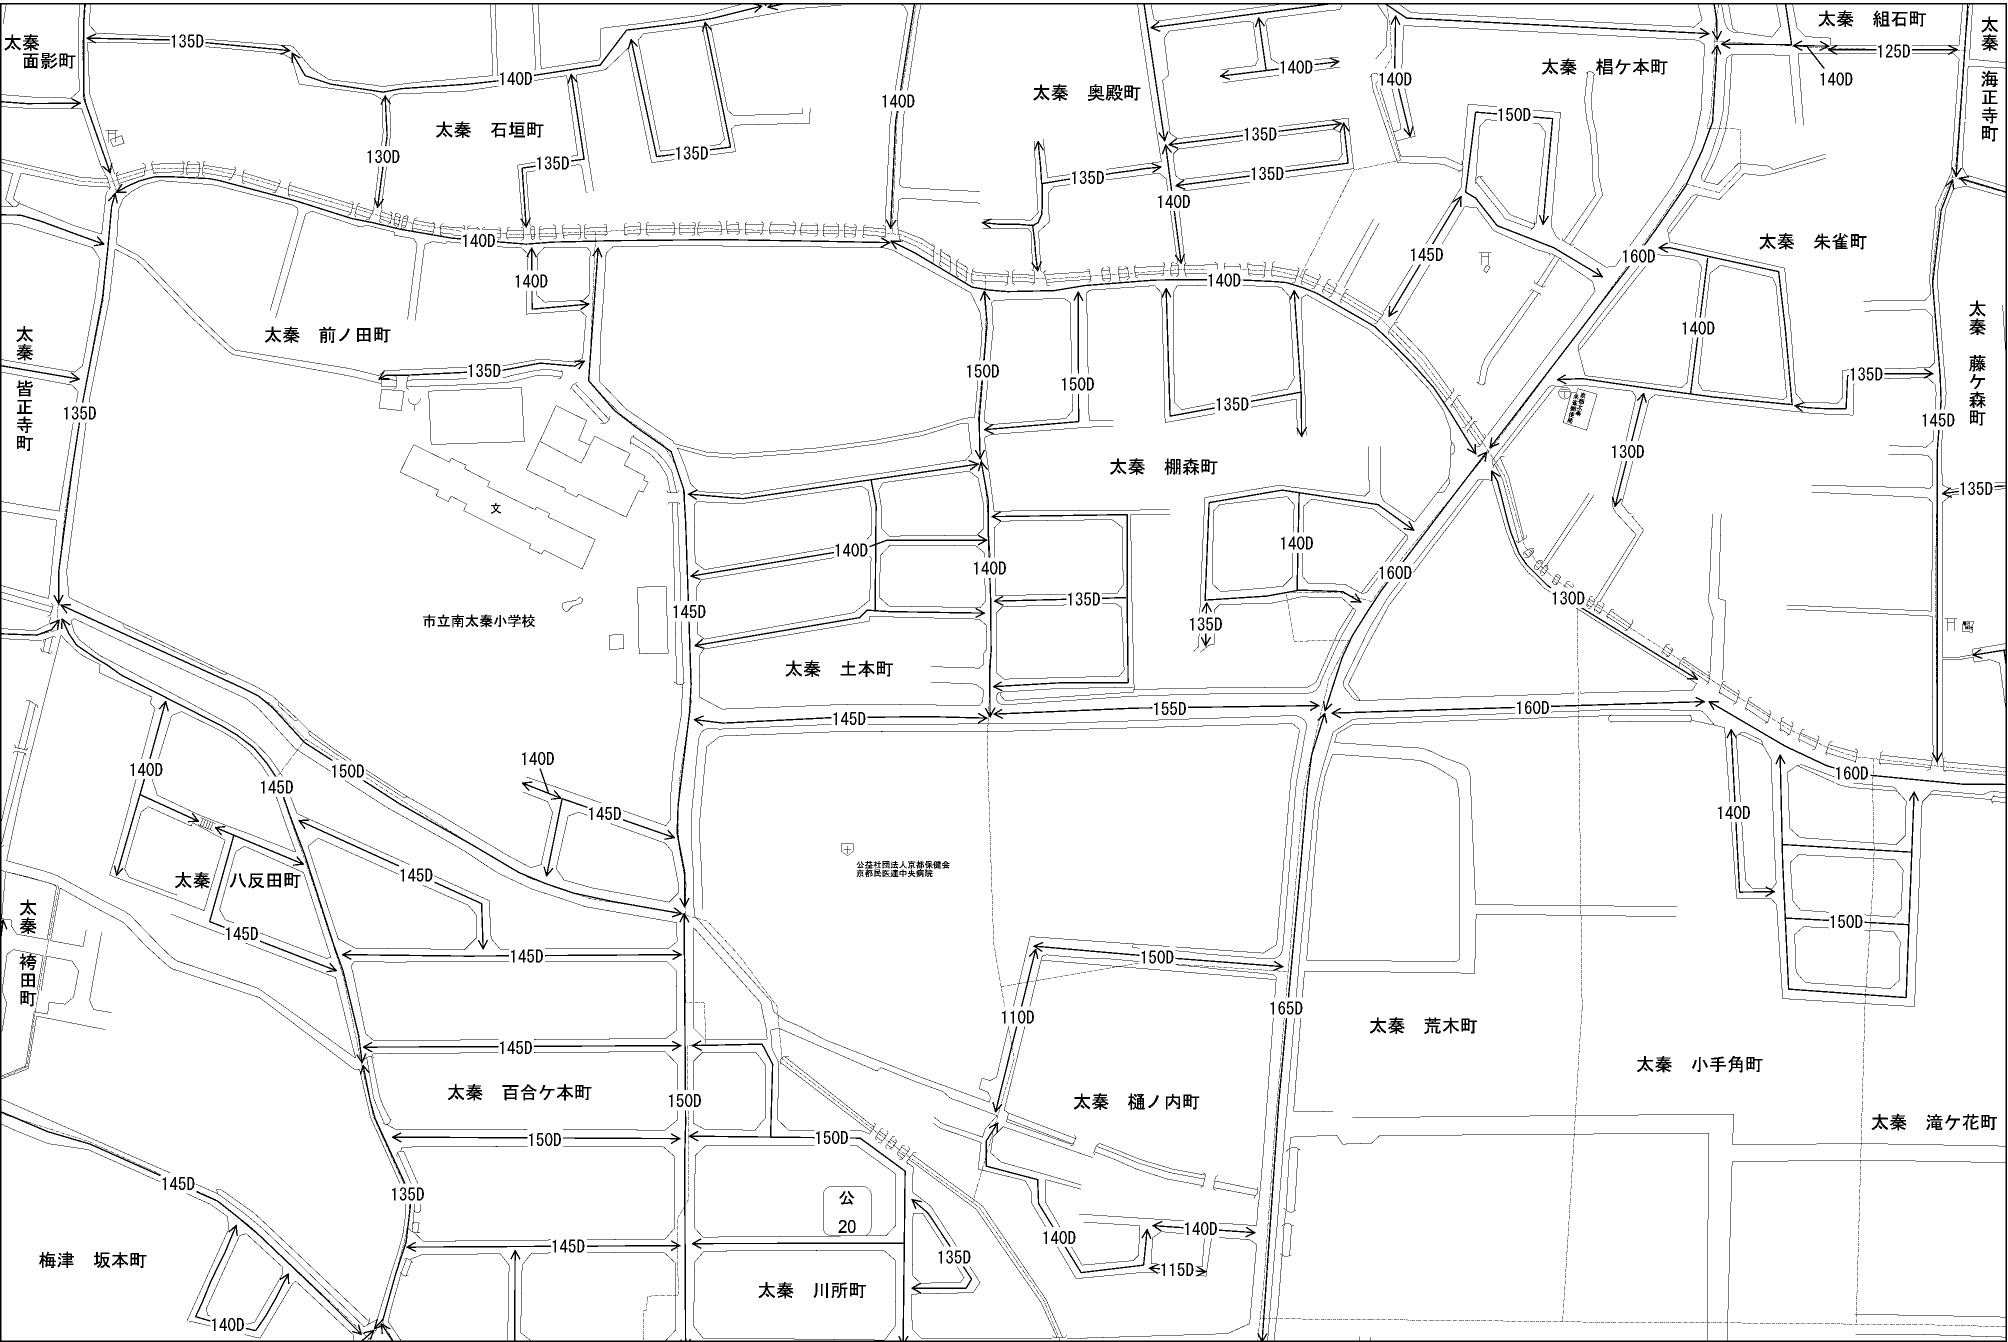 太秦 組石町
太秦
面影町
135D
140D
125D
140D
太秦 海正寺町
太秦 椙ケ本町
140D
140D
太秦 奥殿町
140D
150D
太秦 石垣町
130D
135D
135D
135D
135D
135D
140D
140D
140D
140D
145D
160D
太秦 朱雀町
140D
140D
太秦 前ノ田町
太秦 皆正寺町
135D
135D
150D
150D
135D
135D
太秦 藤ケ森町
145D
130D
135D
太秦 棚森町
文
140D
140D
140D
160D
135D
130D
145D
市立南太秦小学校
135D
太秦 土本町
145D
155D
160D
140D
150D
145D
140D
145D
160D
140D
公益社団法人京都保健会
京都民医連中央病院
145D
太秦 八反田町
太秦 袴田町
145D
145D
150D
150D
110D
165D
太秦 荒木町
145D
太秦 小手角町
太秦 百合ケ本町
150D
太秦 樋ノ内町
太秦 滝ケ花町
150D
150D
145D
135D
公
20
140D
140D
145D
135D
115D
梅津 坂本町
太秦 川所町
140D